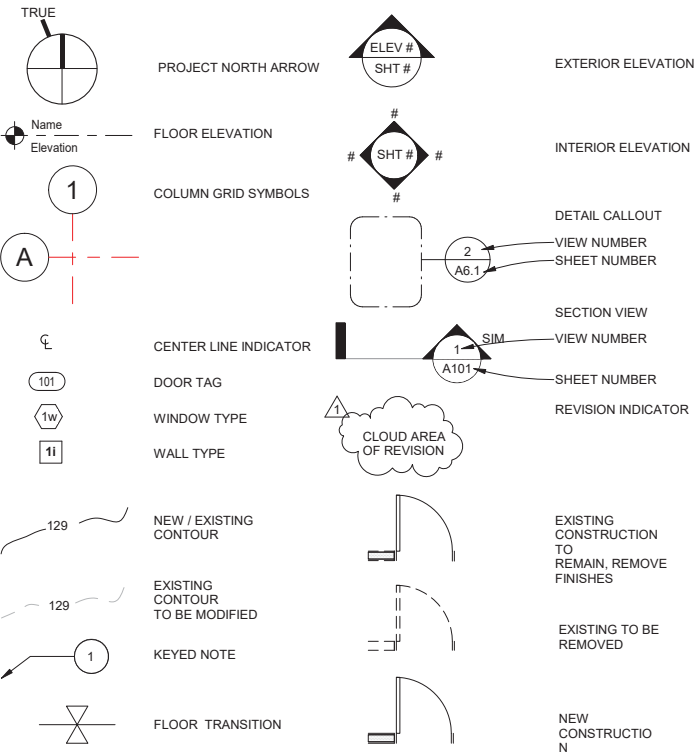 TRUE
PROJECT NORTH ARROW
Name
Elevation
FLOOR ELEVATION
1
COLUMN GRID SYMBOLS
A
℄
CENTER LINE INDICATOR
101
DOOR TAG
1w
WINDOW TYPE
1i
WALL TYPE
129
NEW / EXISTING
CONTOUR
129
EXISTING
CONTOUR
TO BE MODIFIED
1
KEYED NOTE
FLOOR TRANSITION
ELEV #
SHT #
EXTERIOR ELEVATION
#
# SHT # #
#
INTERIOR ELEVATION
DETAIL CALLOUT
2
VIEW NUMBER
A6.1
SHEET NUMBER
SECTION VIEW
SIM
1
VIEW NUMBER
A101
SHEET NUMBER
1
CLOUD AREA
OF REVISION
REVISION INDICATOR
EXISTING
CONSTRUCTION
TO
REMAIN, REMOVE
FINISHES
EXISTING TO BE
REMOVED
NEW
CONSTRUCTIO
N